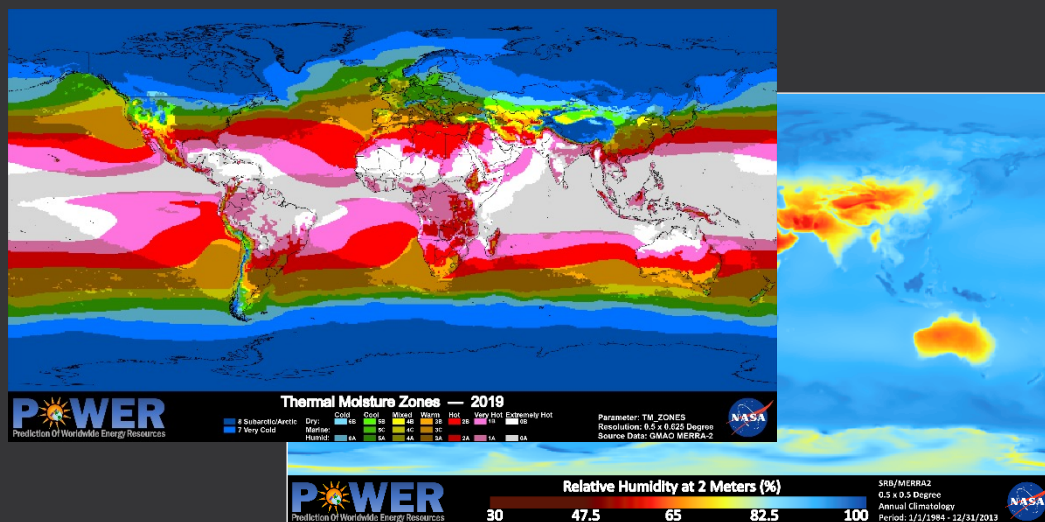 POWER
Prediction Of Worldwide Energy Resources
Thermal Moisture Zones — 2019
Cold Cool Mixed Warm Hot Very Hot Extremely Hot
8 Subarctic/Arctic Dry: 6B 5B 4B 3B 2B 1B 0B
7 Very Cold Marine: 5C 4C 3C
Humid: 6A 5A 4A 3A 2A 1A 0A
Parameter: TM_ZONES
Resolution: 0.5 x 0.625 Degree
Source Data: GMAO MERRA-2
NASA
POWER
Prediction Of Worldwide Energy Resources
Relative Humidity at 2 Meters (%)
30 47.5 65 82.5 100
SRB/MERRA2
0.5 x 0.5 Degree
Annual Climatology
Period: 1/1/1984 - 12/31/2013
NASA